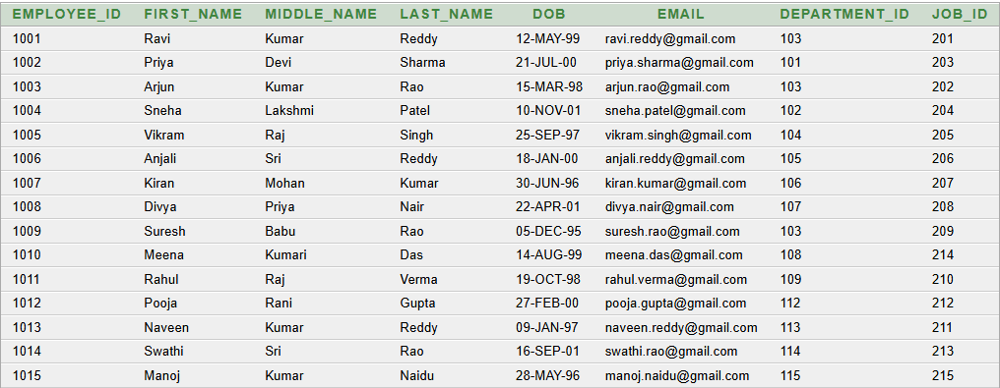 EMPLOYEE_ID FIRST_NAME MIDDLE_NAME LAST_NAME DOB EMAIL DEPARTMENT_ID JOB_ID
1001 Ravi Kumar Reddy 12-MAY-99 ravi.reddy@gmail.com 103 201
1002 Priya Devi Sharma 21-JUL-00 priya.sharma@gmail.com 101 203
1003 Arjun Kumar Rao 15-MAR-98 arjun.rao@gmail.com 103 202
1004 Sneha Lakshmi Patel 10-NOV-01 sneha.patel@gmail.com 102 204
1005 Vikram Raj Singh 25-SEP-97 vikram.singh@gmail.com 104 205
1006 Anjali Sri Reddy 18-JAN-00 anjali.reddy@gmail.com 105 206
1007 Kiran Mohan Kumar 30-JUN-96 kiran.kumar@gmail.com 106 207
1008 Divya Priya Nair 22-APR-01 divya.nair@gmail.com 107 208
1009 Suresh Babu Rao 05-DEC-95 suresh.rao@gmail.com 103 209
1010 Meena Kumari Das 14-AUG-99 meena.das@gmail.com 108 214
1011 Rahul Raj Verma 19-OCT-98 rahul.verma@gmail.com 109 210
1012 Pooja Rani Gupta 27-FEB-00 pooja.gupta@gmail.com 112 212
1013 Naveen Kumar Reddy 09-JAN-97 naveen.reddy@gmail.com 113 211
1014 Swathi Sri Rao 16-SEP-01 swathi.rao@gmail.com 114 213
1015 Manoj Kumar Naidu 28-MAY-96 manoj.naidu@gmail.com 115 215